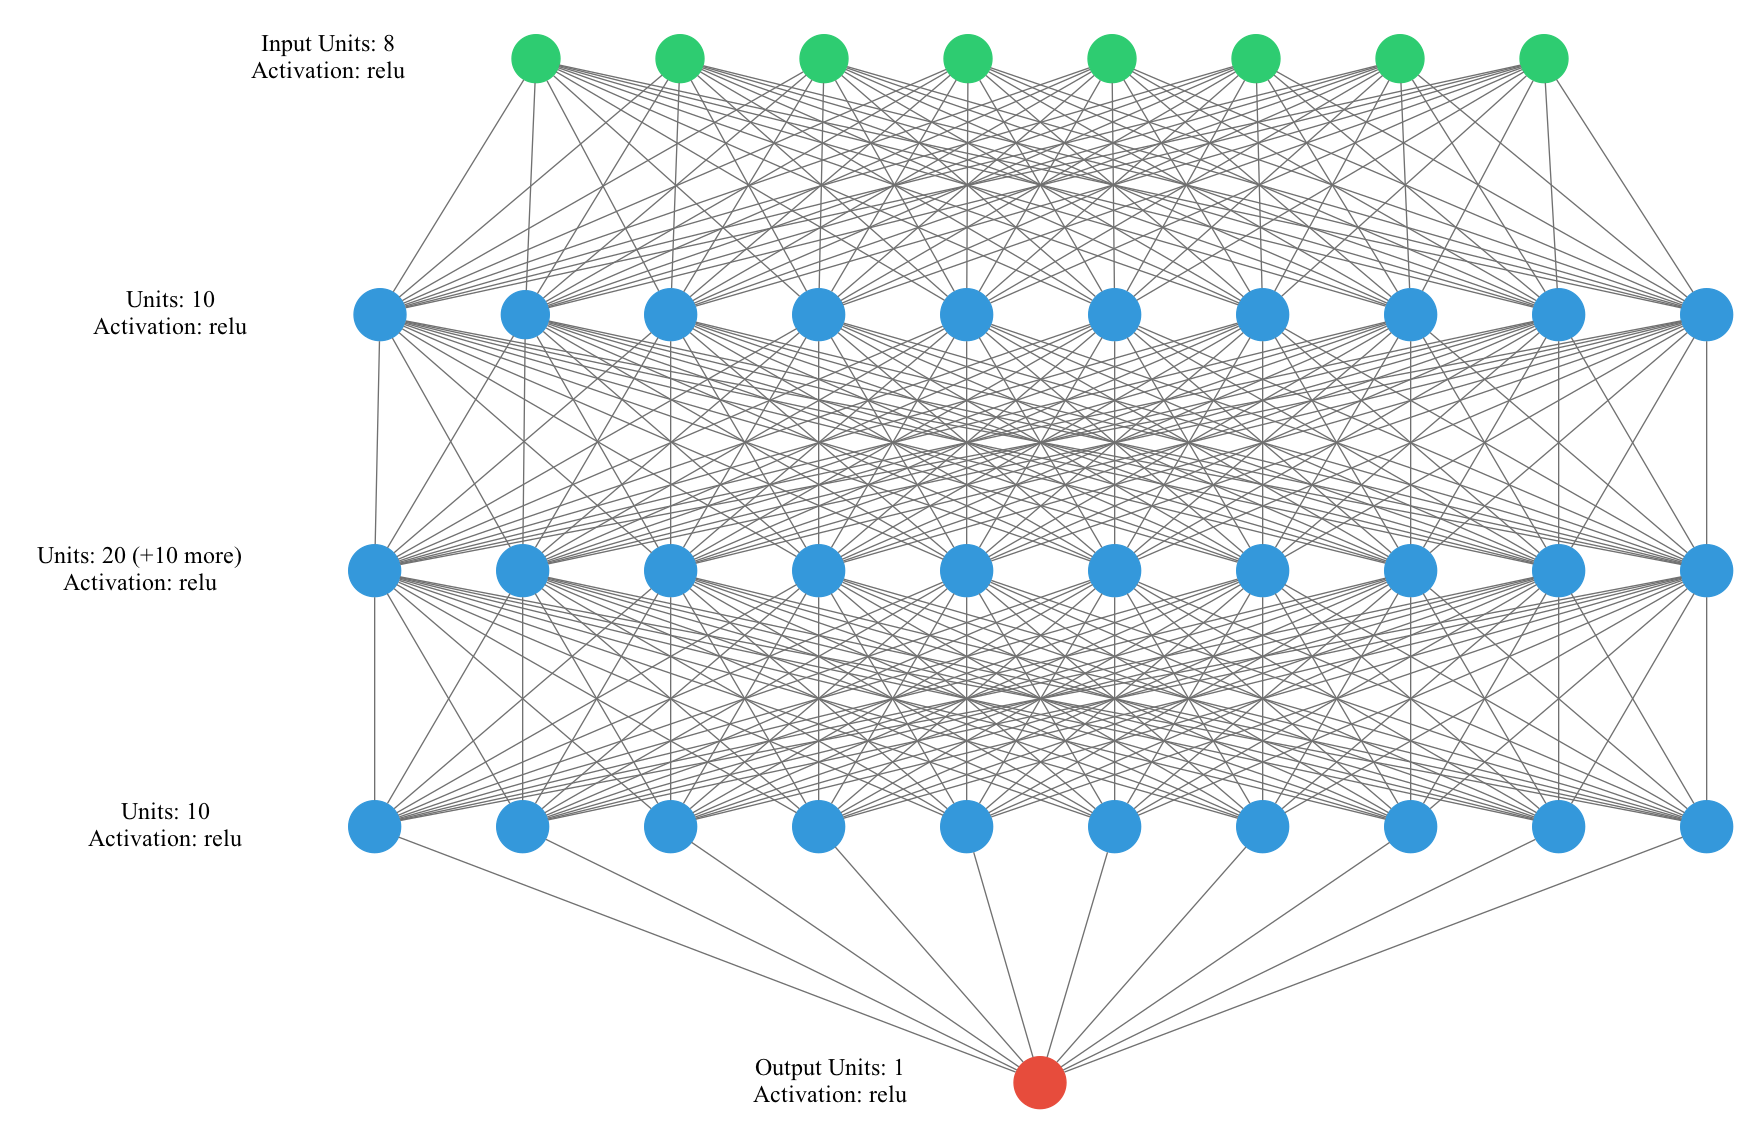 Input Units: 8
Activation: relu
Units: 10
Activation: relu
Units: 20 (+10 more)
Activation: relu
Units: 10
Activation: relu
Output Units: 1
Activation: relu